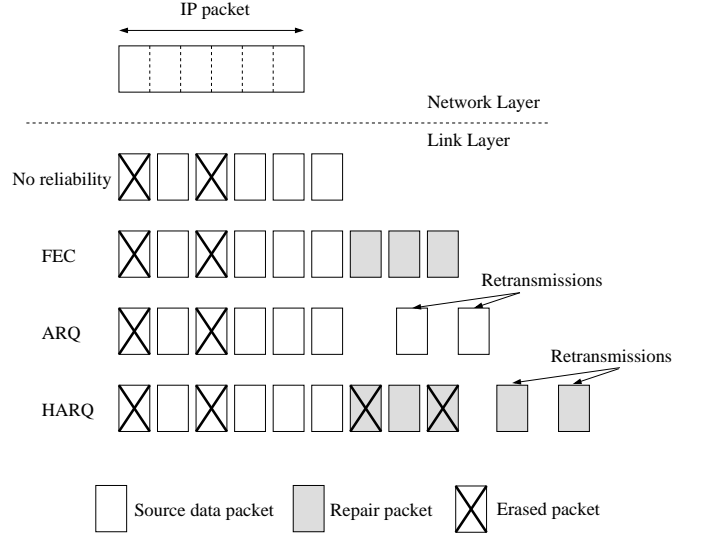 IP packet
Network Layer
Link Layer
No reliability
FEC
Retransmissions
ARQ
Retransmissions
HARQ
Source data packet
Repair packet
Erased packet